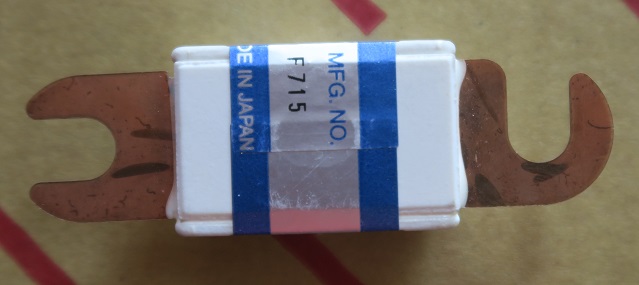 MFG. NO.
F715
DE IN JAPAN